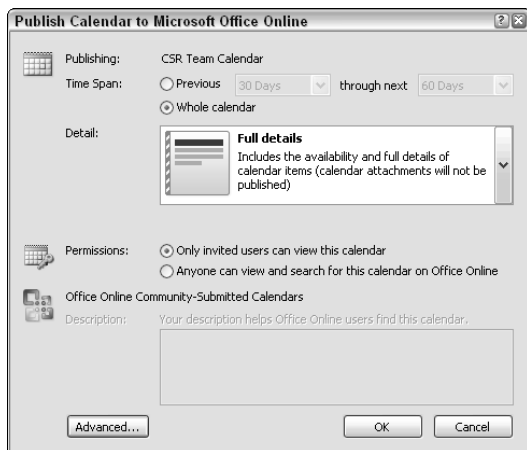 Publish Calendar to Microsoft Office Online
Publishing: CSR Team Calendar
Time Span: Previous 30 Days through next 60 Days
Whole calendar
Detail: Full details
Includes the availability and full details of
calendar items (calendar attachments will not be
published)
Permissions: Only invited users can view this calendar
Anyone can view and search for this calendar on Office Online
Office Online Community-Submitted Calendars
Description: Your description helps Office Online users find this calendar.
Advanced... OK Cancel